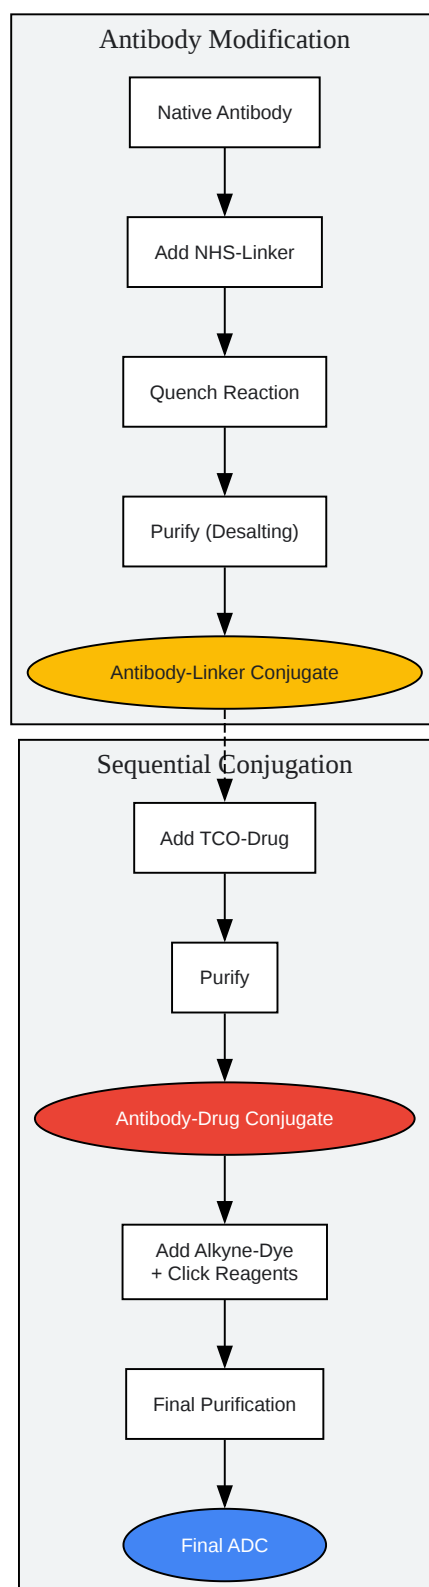 Antibody Modification
Native Antibody
Add NHS-Linker
Quench Reaction
Purify (Desalting)
Antibody-Linker Conjugate
Sequential Conjugation
Add TCO-Drug
Purify
Antibody-Drug Conjugate
Add Alkyne-Dye
+ Click Reagents
Final Purification
Final ADC